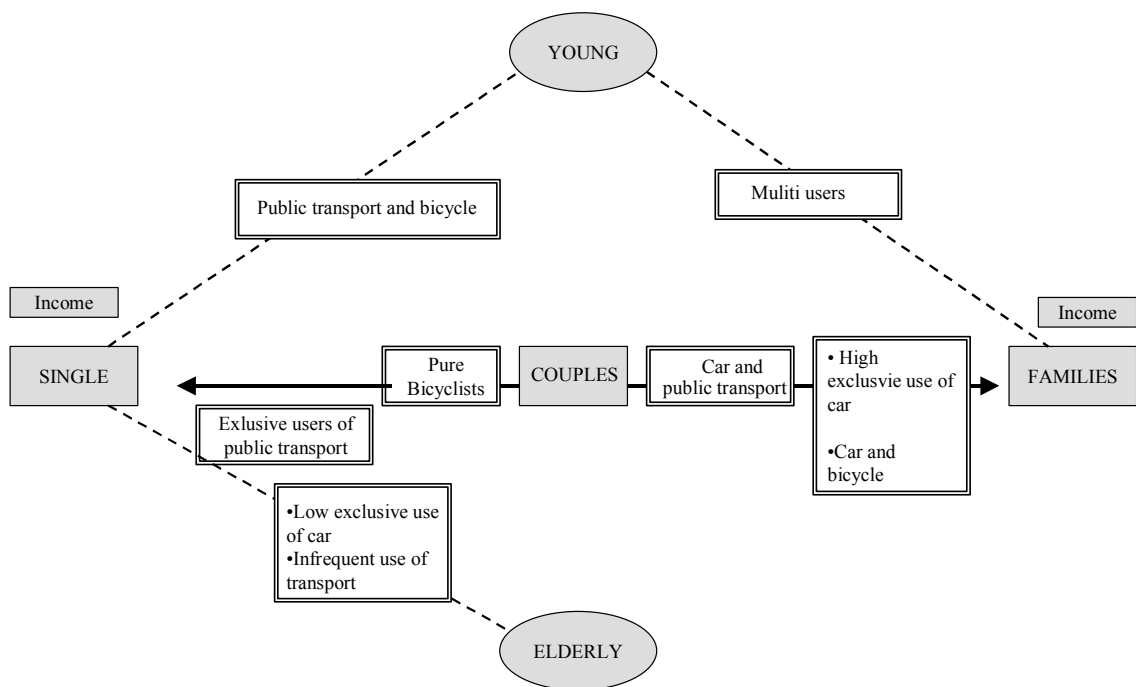 YOUNG
Public transport and bicycle
Muliti users
Income
Income
SINGLE
Pure
Bicyclists
COUPLES
Car and
public transport
• High
exclusvie use of
car
•Car and
bicycle
FAMILIES
Exlusive users of
public transport
•Low exclusive use
of car
•Infrequent use of
transport
ELDERLY